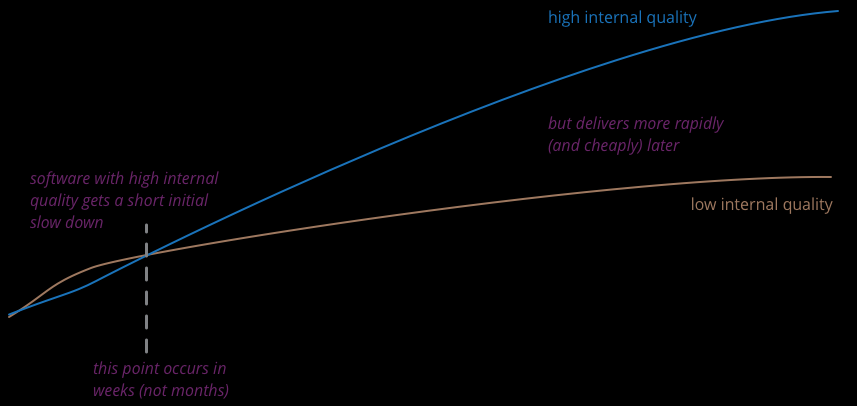 high internal quality
but delivers more rapidly
(and cheaply) later
software with high internal
quality gets a short initial
slow down
low internal quality
this point occurs in
weeks (not months)